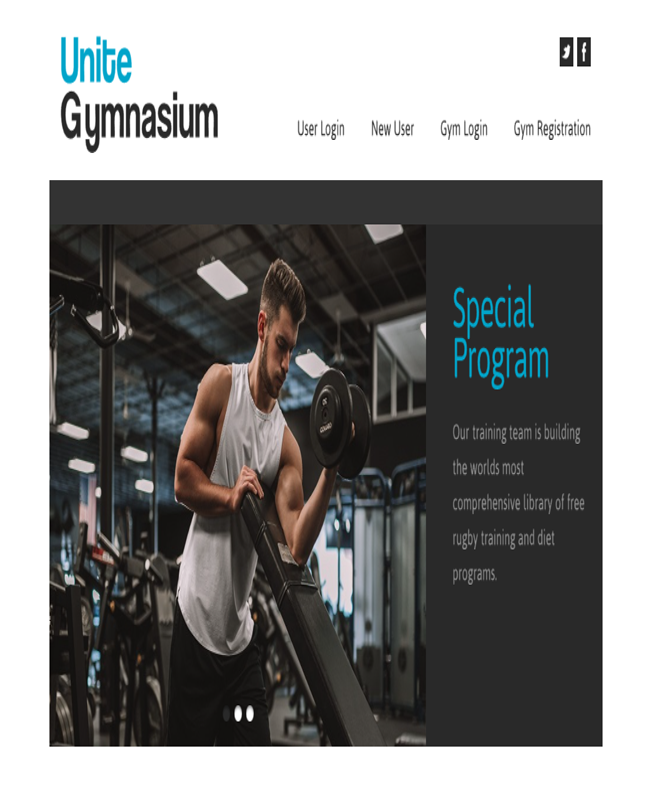 Unite
Gymnasium
User Login New User Gym Login Gym Registration
Special
Program
Our training team is building
the worlds most
comprehensive library of free
rugby training and diet
programs.